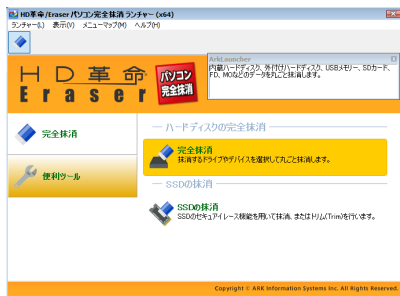 HD革命/Eraser パソコン完全抹消 ランチャー (x64)
ランチャー(L) 表示(V) メニューマップ(M) ヘルプ(H)
ArkLauncher
内蔵ハードディスク、外付けハードディスク、USBメモリー、SDカード、
FD、MOなどのデータを丸ごと抹消します。
HD革命
Eraser
パソコン
完全抹消
完全抹消
便利ツール
ハードディスクの完全抹消
完全抹消
抹消するドライブやデバイスを選択して丸ごと抹消します。
SSDの抹消
SSDの抹消
SSDのセキュアイレース機能を用いて抹消、またはトリム(Trim)を行います。
Copyright © ARK Information Systems Inc. All Rights Reserved.